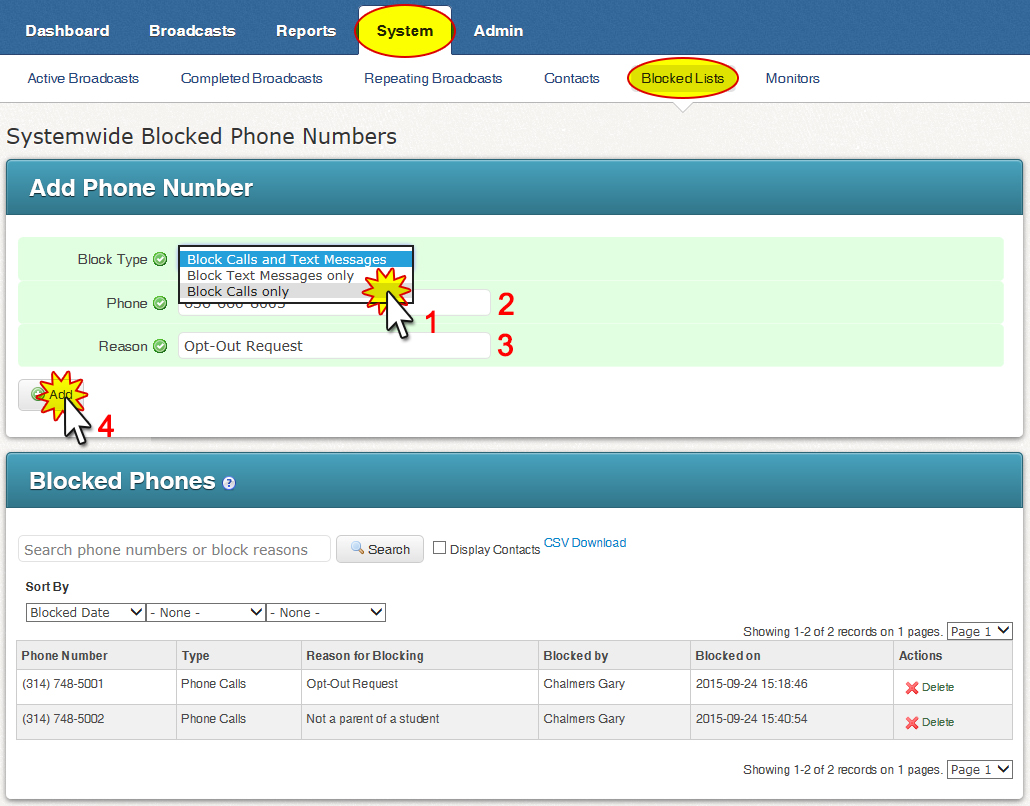 Dashboard Broadcasts Reports System Admin
Active Broadcasts Completed Broadcasts Repeating Broadcasts Contacts Blocked Lists Monitors
Systemwide Blocked Phone Numbers
Add Phone Number
Block Type Block Calls and Text Messages
Block Text Messages only
Block Calls only
1
Phone 2
Reason Opt-Out Request 3
Add
4
Blocked Phones ?
Search phone numbers or block reasons Search Display Contacts CSV Download
Sort By
Blocked Date - None - - None -
Showing 1-2 of 2 records on 1 pages. Page 1
Phone Number Type Reason for Blocking Blocked by Blocked on Actions
(314) 748-5001 Phone Calls Opt-Out Request Chalmers Gary 2015-09-24 15:18:46 Delete
(314) 748-5002 Phone Calls Not a parent of a student Chalmers Gary 2015-09-24 15:40:54 Delete
Showing 1-2 of 2 records on 1 pages. Page 1